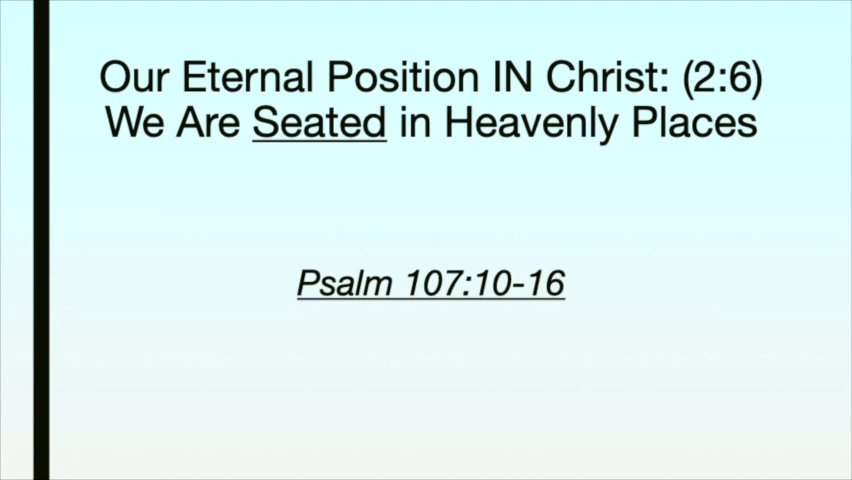 Our Eternal Position IN Christ: (2:6)
We Are Seated in Heavenly Places
Psalm 107:10-16